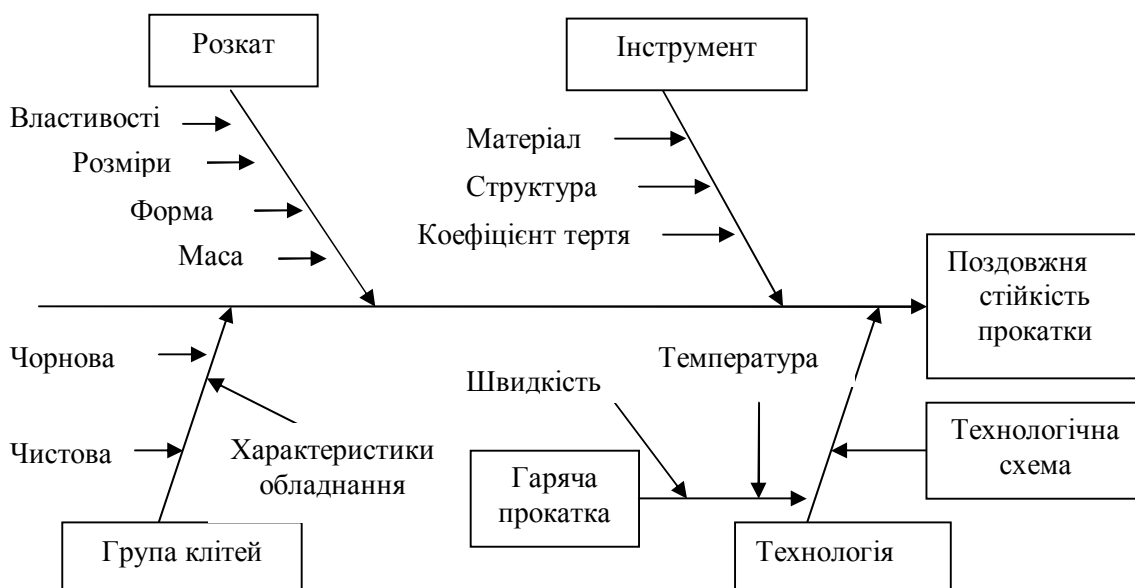 Розкат
Інструмент
Властивості
Розміри
Форма
Маса
Матеріал
Структура
Коефіцієнт тертя
Поздовжня
стійкість
прокатки
Чорнова
Чистова
Характеристики
обладнання
Швидкість
Температура
Гаряча
прокатка
Технологічна
схема
Група клітей
Технологія